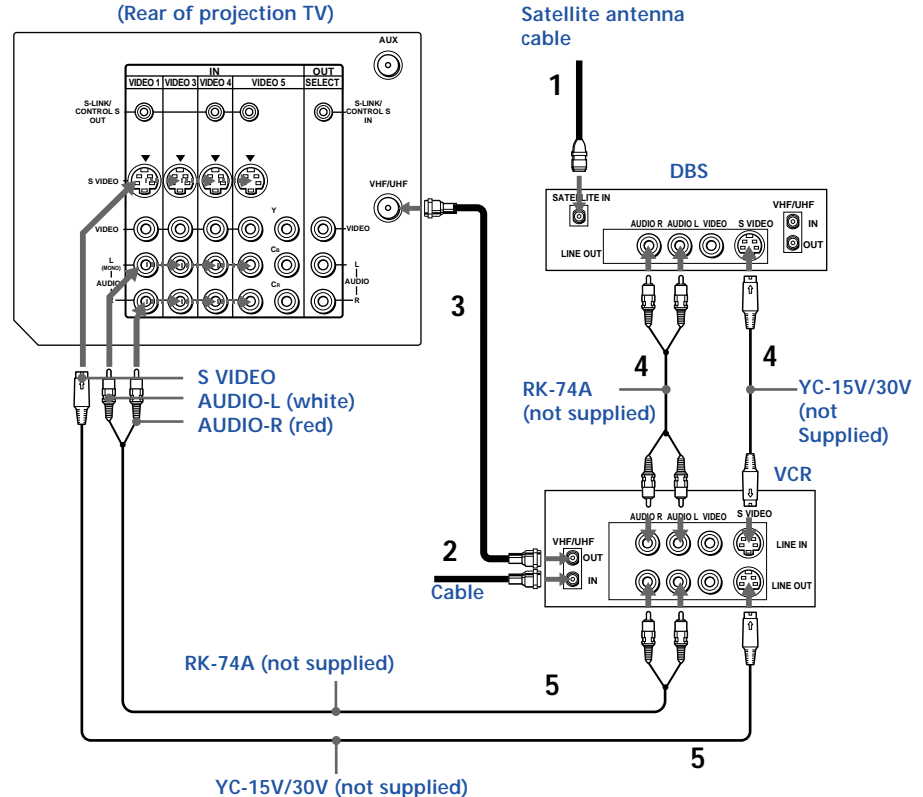 (Rear of projection TV)
AUX
IN
OUT
VIDEO 1 VIDEO 3 VIDEO 4 VIDEO 5 SELECT
S-LINK/
CONTROL S
OUT
S-LINK/
CONTROL S
IN
S VIDEO
VHF/UHF
VIDEO
Y
VIDEO
L
(MONO)
AUDIO
R
CB
CR
L
AUDIO
R
S VIDEO
AUDIO-L (white)
AUDIO-R (red)
Satellite antenna
cable
1
DBS
SATELLITE IN
VHF/UHF
IN
OUT
AUDIO R AUDIO L VIDEO S VIDEO
LINE OUT
3
4
4
RK-74A
(not supplied)
YC-15V/30V
(not
Supplied)
VCR
AUDIO R AUDIO L VIDEO S VIDEO
VHF/UHF
OUT
IN
LINE IN
LINE OUT
2
Cable
RK-74A (not supplied)
5
5
YC-15V/30V (not supplied)